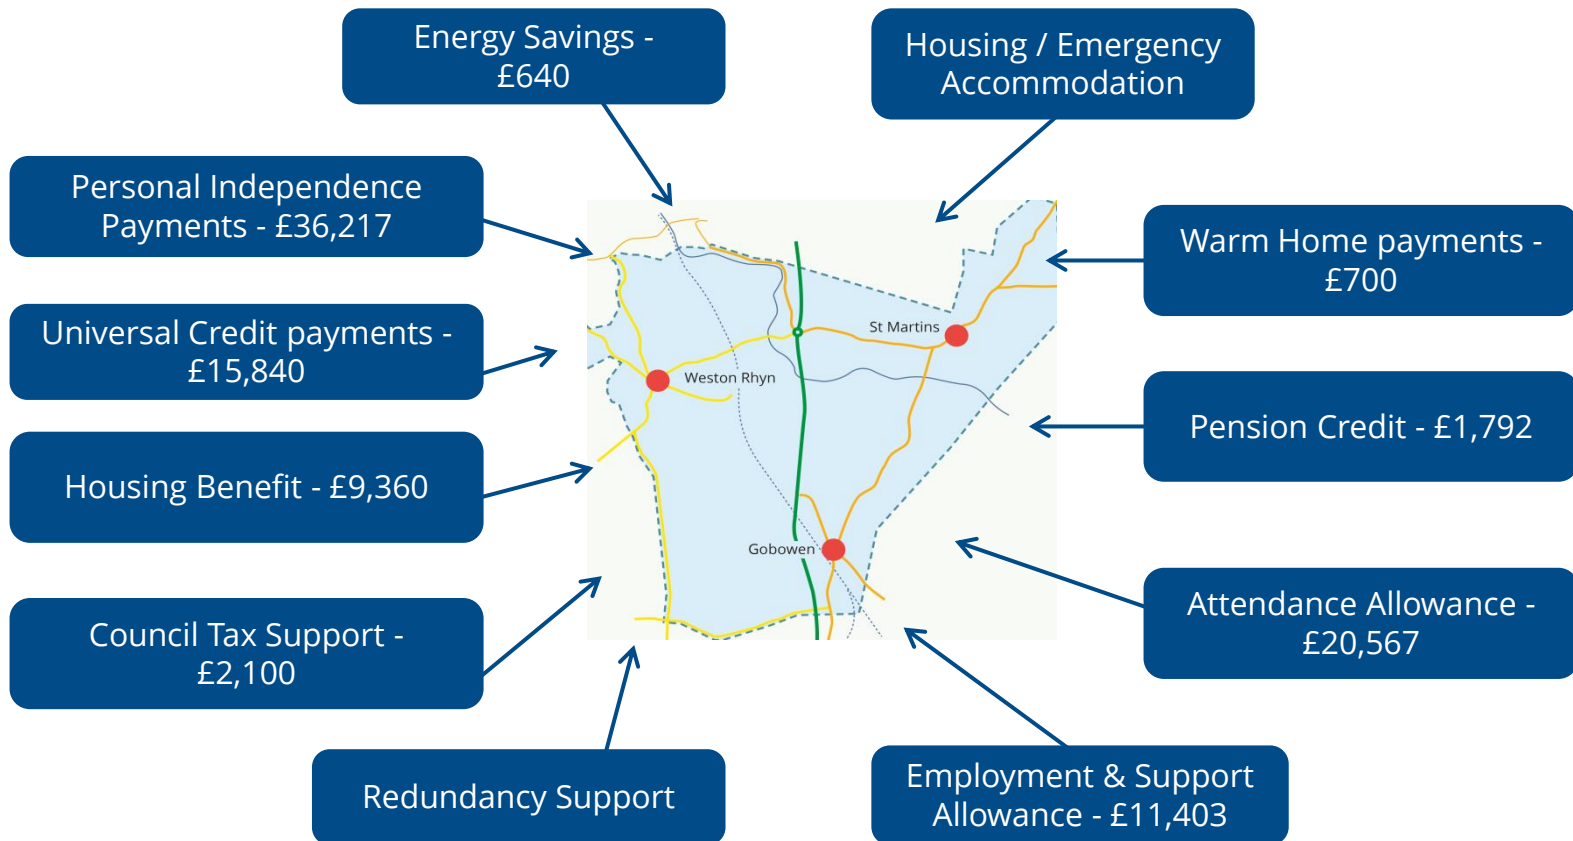 Energy Savings -
£640
Housing / Emergency
Accommodation
Personal Independence
Payments - £36,217
Warm Home payments -
£700
Universal Credit payments -
£15,840
St Martins
Weston Rhyn
Pension Credit - £1,792
Housing Benefit - £9,360
Gobowen
Attendance Allowance -
£20,567
Council Tax Support -
£2,100
Redundancy Support
Employment & Support
Allowance - £11,403